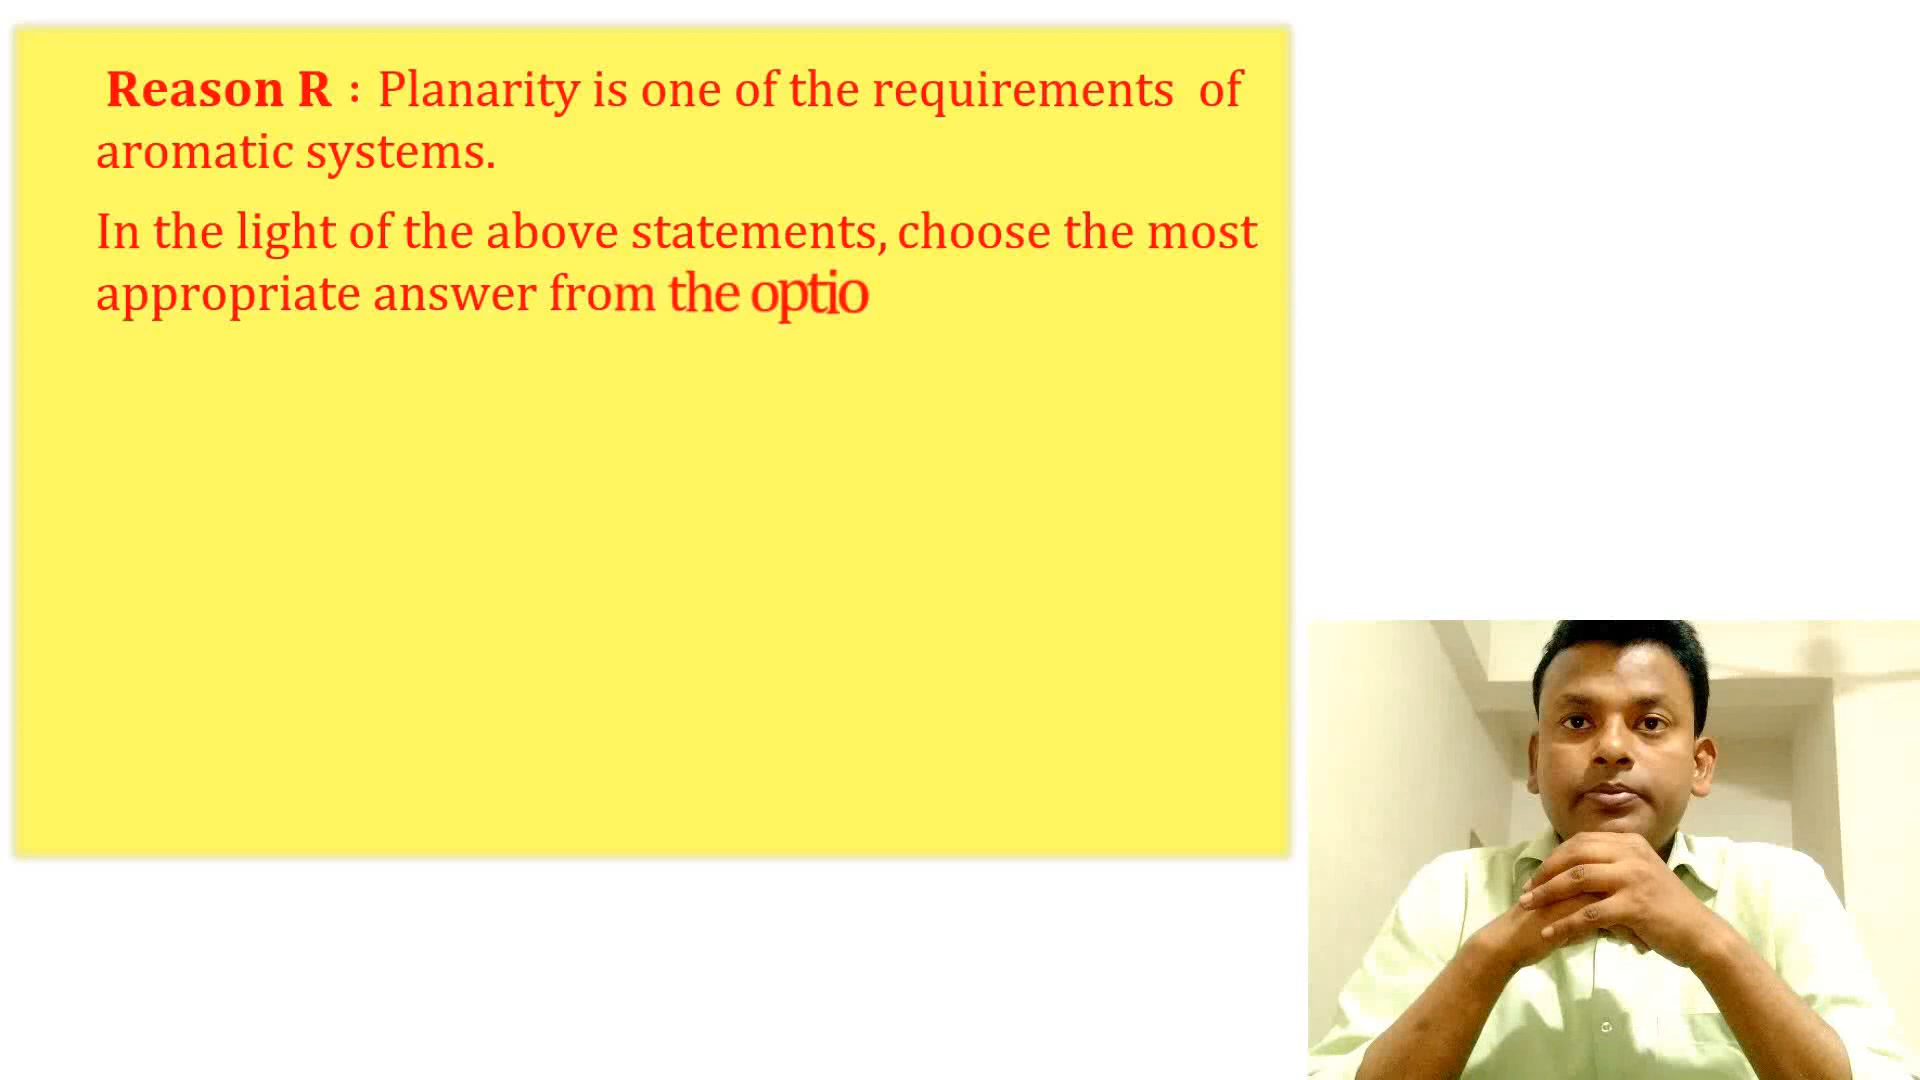 Reason R : Planarity is one of the requirements of
aromatic systems.
In the light of the above statements, choose the most
appropriate answer from the optio